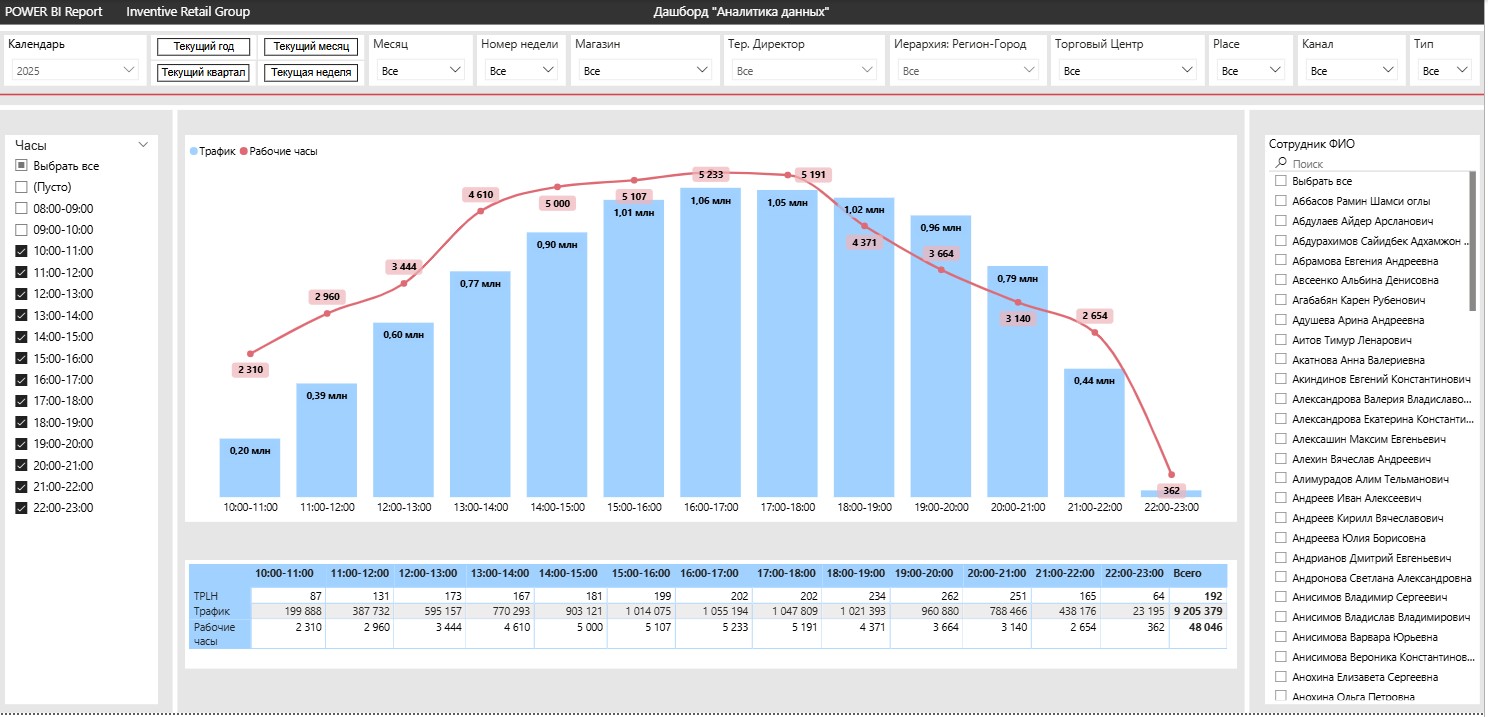 POWER BI Report Inventive Retail Group Дашборд "Аналитика данных"
Календарь
2025
Текущий год Текущий месяц
Текущий квартал Текущая неделя
Месяц
Все
Номер недели
Все
Магазин
Все
Тер. Директор
Все
Иерархия: Регион-Город
Все
Торговый Центр
Все
Place
Все
Канал
Все
Тип
Все
Часы
Выбрать все
(Пусто)
08:00-09:00
09:00-10:00
10:00-11:00
11:00-12:00
12:00-13:00
13:00-14:00
14:00-15:00
15:00-16:00
16:00-17:00
17:00-18:00
18:00-19:00
19:00-20:00
20:00-21:00
21:00-22:00
22:00-23:00
Трафик Рабочие часы
2 310 2 960 3 444 4 610 5 000 5 107 5 233 5 191 4 371 3 664 3 140 2 654 362
0,20 млн 0,39 млн 0,60 млн 0,77 млн 0,90 млн 1,01 млн 1,06 млн 1,05 млн 1,02 млн 0,96 млн 0,79 млн 0,44 млн
10:00-11:00 11:00-12:00 12:00-13:00 13:00-14:00 14:00-15:00 15:00-16:00 16:00-17:00 17:00-18:00 18:00-19:00 19:00-20:00 20:00-21:00 21:00-22:00 22:00-23:00
10:00-11:00 11:00-12:00 12:00-13:00 13:00-14:00 14:00-15:00 15:00-16:00 16:00-17:00 17:00-18:00 18:00-19:00 19:00-20:00 20:00-21:00 21:00-22:00 22:00-23:00 Всего
TPLH 87 131 173 167 181 199 202 202 234 262 251 165 64 192
Трафик 199 888 387 732 595 157 770 293 903 121 1 014 075 1 055 194 1 047 809 1 021 393 960 880 788 466 438 176 23 195 9 205 379
Рабочие 2 310 2 960 3 444 4 610 5 000 5 107 5 233 5 191 4 371 3 664 3 140 2 654 362 48 046
часы
Сотрудник ФИО
Поиск
Выбрать все
Аббасов Рамин Шамси оглы
Абдулаев Айдер Арсланович
Абдурахимов Сайидбек Адхамжон ...
Абрамова Евгения Андреевна
Авсеенко Альбина Денисовна
Агабабян Карен Рубенович
Адушева Арина Андреевна
Аитов Тимур Ленарович
Акатнова Анна Валериевна
Акиндинов Евгений Константинович
Александрова Валерия Владиславо...
Александрова Екатерина Константи...
Алексашин Максим Евгеньевич
Алехин Вячеслав Андреевич
Алимурадов Алим Тельманович
Андреев Иван Алексеевич
Андреев Кирилл Вячеславович
Андреева Юлия Борисовна
Андрианов Дмитрий Евгеньевич
Андронова Светлана Александровна
Анисимов Владимир Сергеевич
Анисимов Владислав Владимирович
Анисимова Варвара Юрьевна
Анисимова Вероника Константинов...
Анохина Елизавета Сергеевна
Анохина Ольга Петровна